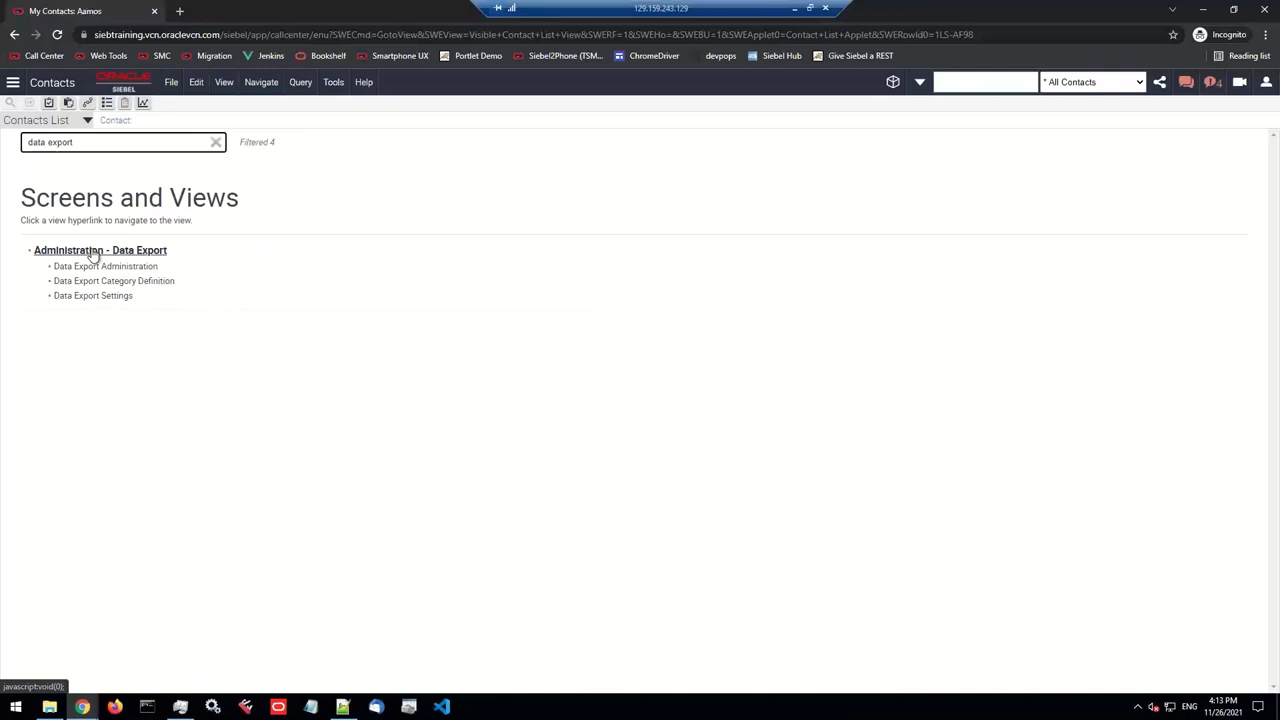 129.159.243.129
My Contacts: Aamos
siebtraining.vcn.oraclevcn.com/siebel/app/callcenter/enu?SWECmd=GotoView&SWEView=Visible+Contact+List+View&SWERF=1&SWEHo=&SWEBU=1&SWEApplet0=Contact+List+Applet&SWERowId0=1LS-AF98
Incognito
Call Center
Web Tools
SMC
Migration
Jenkins
Bookshelf
Smartphone UX
Portlet Demo
Siebel2Phone (TSM...
ChromeDriver
devpops
Siebel Hub
Give Siebel a REST
Reading list
Contacts
ORACLE
SIEBEL
File
Edit
View
Navigate
Query
Tools
Help
* All Contacts
4
Contacts List
Contact:
data export
Filtered 4
Screens and Views
Click a view hyperlink to navigate to the view.
Administration - Data Export
Data Export Administration
Data Export Category Definition
Data Export Settings
javascript:void(0);
ENG
4:13 PM
11/26/2021